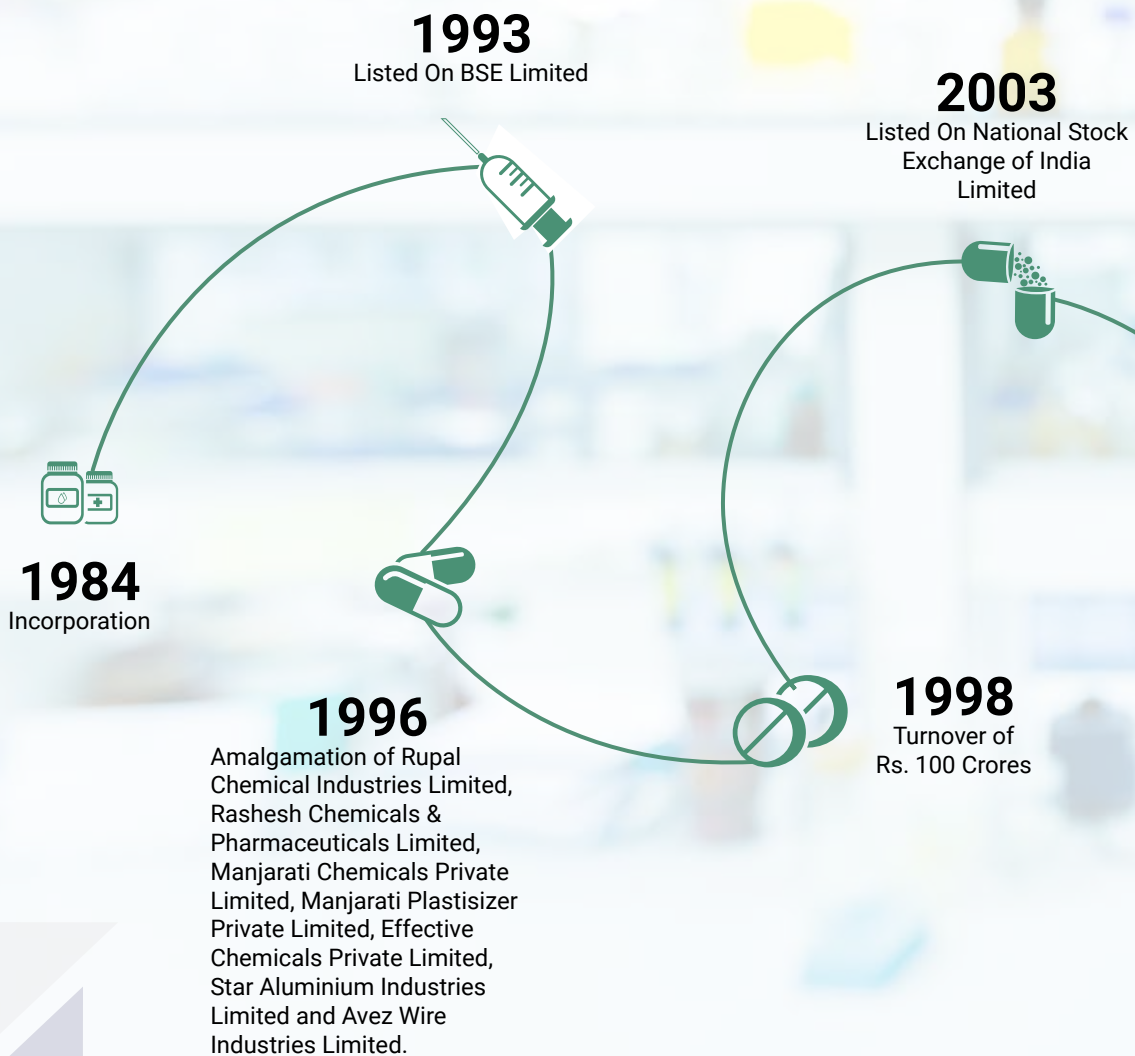 1993
Listed On BSE Limited
2003
Listed On National Stock
Exchange of India
Limited
1984
Incorporation
1996
Amalgamation of Rupal
Chemical Industries Limited,
Rashesh Chemicals &
Pharmaceuticals Limited,
Manjarati Chemicals Private
Limited, Manjarati Plastisizer
Private Limited, Effective
Chemicals Private Limited,
Star Aluminium Industries
Limited and Avez Wire
Industries Limited.
1998
Turnover of
Rs. 100 Crores